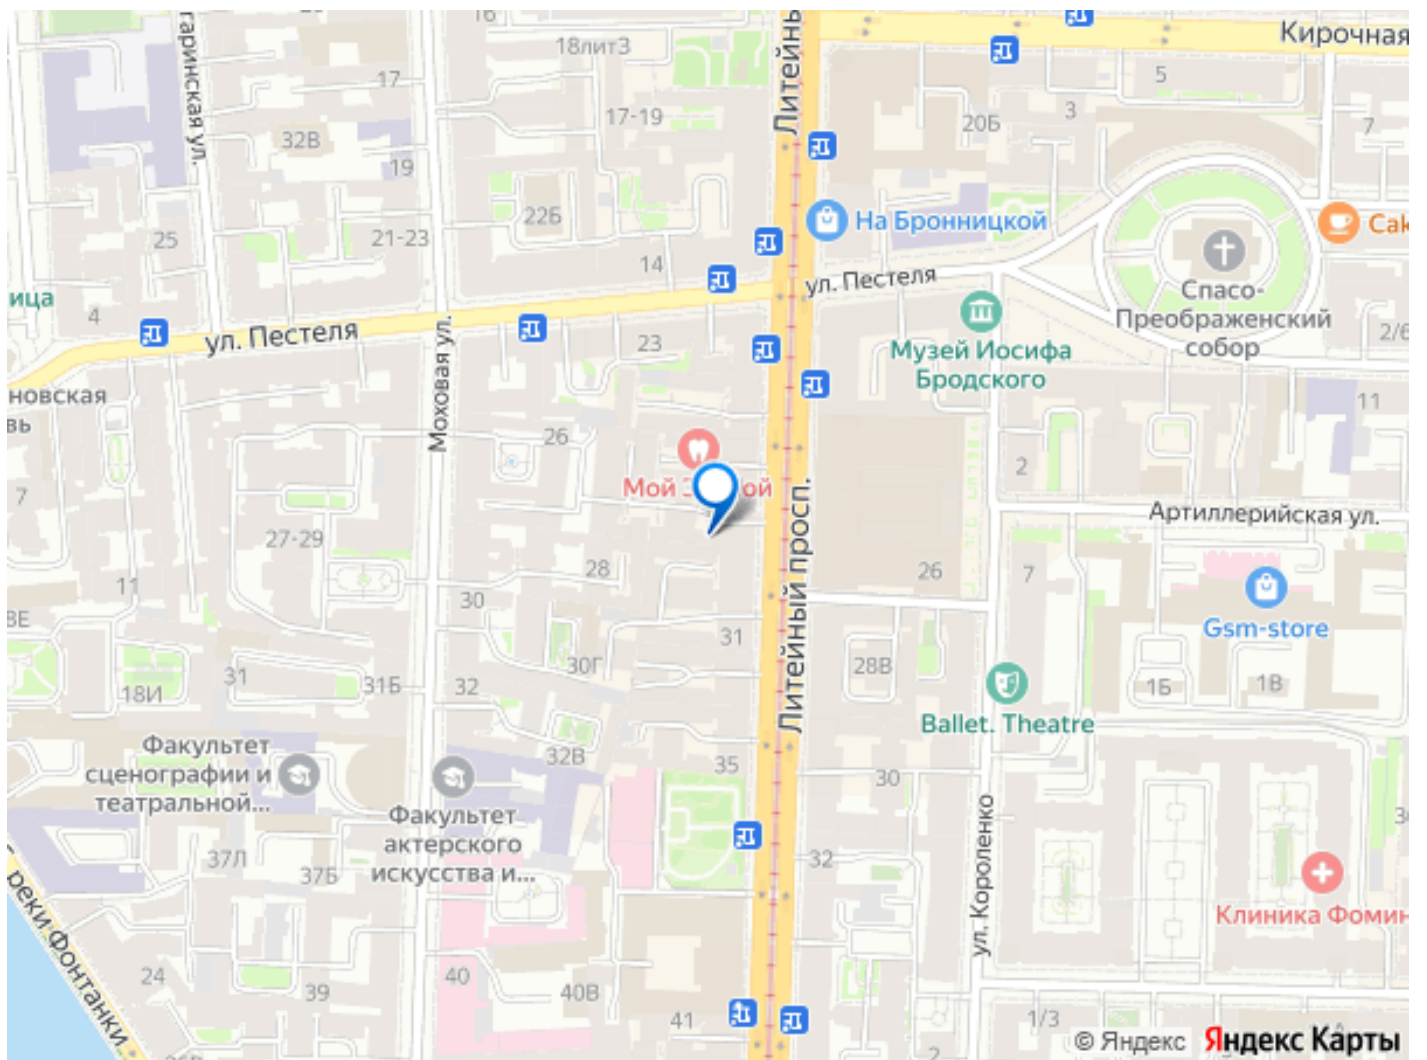 16
Литейны
Кирочная
18лит3
гаринская ул.
17
5
17-19
3
20Б
7
32В
19
22Б
На Бронницкой
Cak
25
21-23
14
ул. Пестеля
Спасо-
Преображенский
собор
ица
4
ул. Пестеля
23
Музей Иосифа
Бродского
2/6
новская
вь
Моховая ул.
11
26
2
7
Мой З
ой
Артиллерийская ул.
27-29
Литейный просп.
28
26
7
11
30
3Е
31
Gsm-store
30Г
28В
31
18И
31Б
32
1Б
1В
Ballet. Theatre
Факультет
сценографии и
театральной...
32В
35
30
Факультет
актерского
искусства и...
ул. Короленко
37Л
37Б
32
Клиника Фомин
реки Фонтанки
24
39
40
40В
41
1/3
2
© Яндекс Яндекс Карты